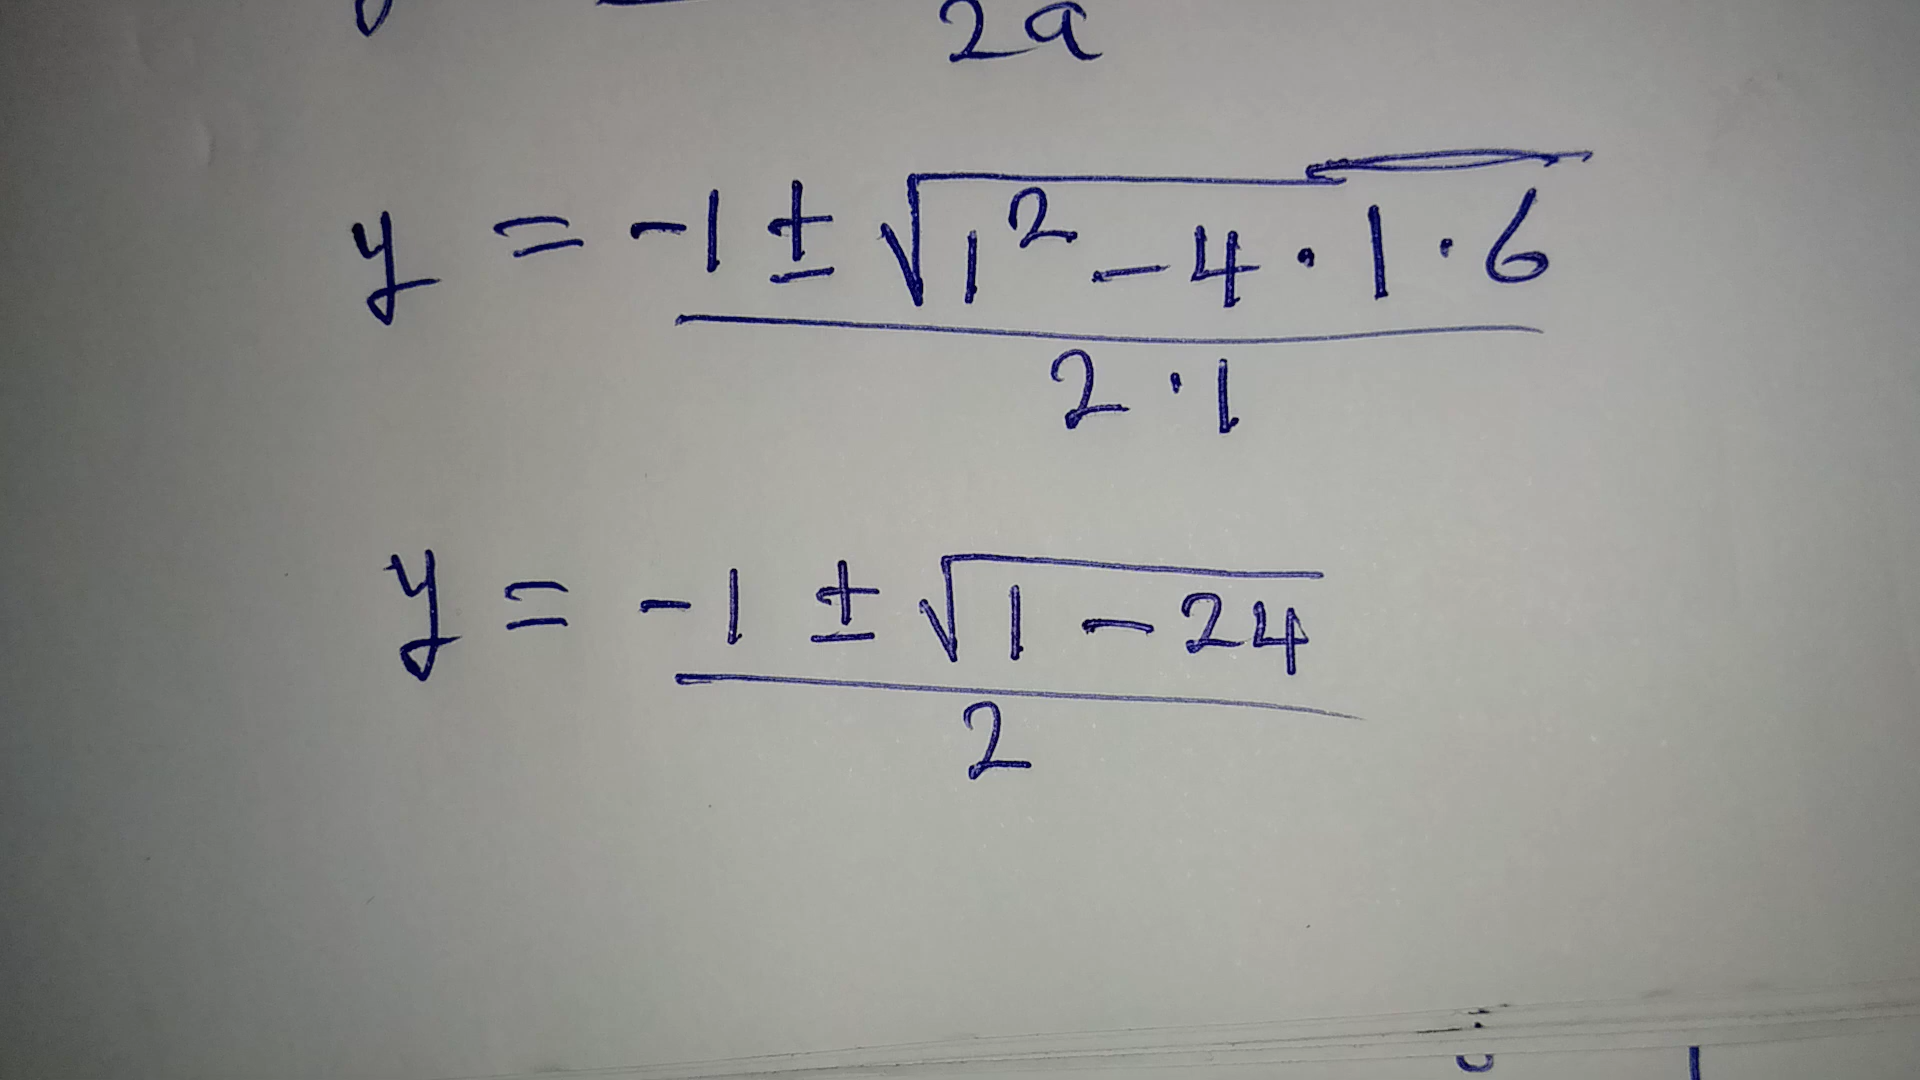 2a
y = -1 ± √1² - 4 · 1 · 6
2 · 1
y = -1 ± √1 - 24
2